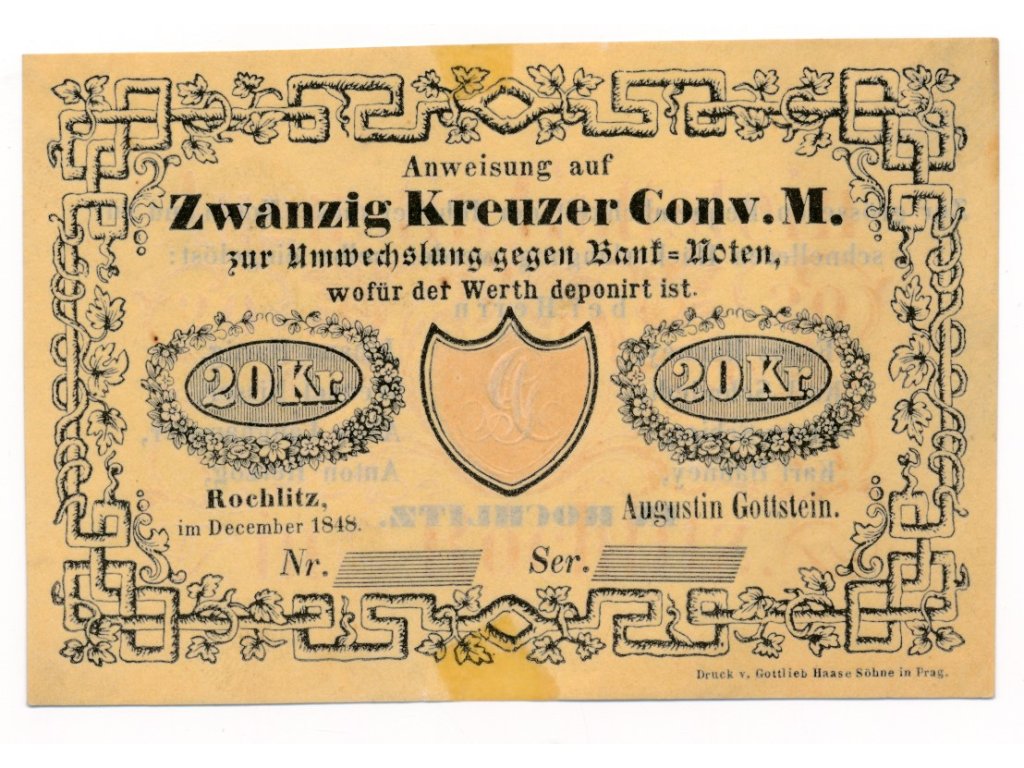 Anweisung auf
Zwanzig Kreuzer Conv. M.
zur Umwechslung gegen Bank=Noten,
wofür der Werth deponirt ist.
20 Kr.
20 Kr.
Rochlitz,
im December 1848.
Augustin Gottstein.
Nr.
Ser.
Druck v. Gottlieb Haase Söhne in Prag.